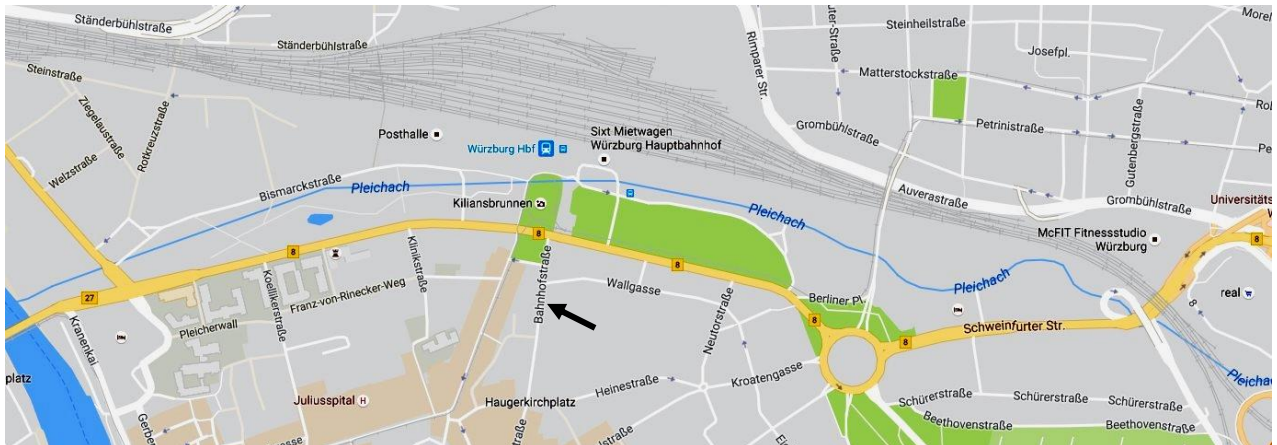 Ständerbühlstraße
Ständerbühlstraße
Steinstraße
Ziegelaustraße
Rotkreuzstraße
Welzstraße
Posthalle
Bismarckstraße
Pleichach
Würzburg Hbf
Sixt Mietwagen
Würzburg Hauptbahnhof
Kiliansbrunnen
Rimparer Str.
Steinheilstraße
Josefpl.
Matterstockstraße
Petrinistraße
Grombühlstraße
Gutenbergstraße
Auverastraße
Grombühlstraße
Pleichach
McFIT Fitnessstudio
Würzburg
8
real
8
8
8
8
8
8
27
Klinikstraße
Koellikerstraße
Franz-von-Rinecker-Weg
Pleicherwall
Kranenkai
Bahnhofstraße
Wallgasse
Neutorstraße
Berliner Pl.
Pleichach
Schweinfurter Str.
Pleichach
Juliusspital
H
Haugerkirchplatz
Heinestraße
Kroatengasse
Schürerstraße
Schürerstraße
Schürerstraße
Beethovenstraße
Beethovenstraße